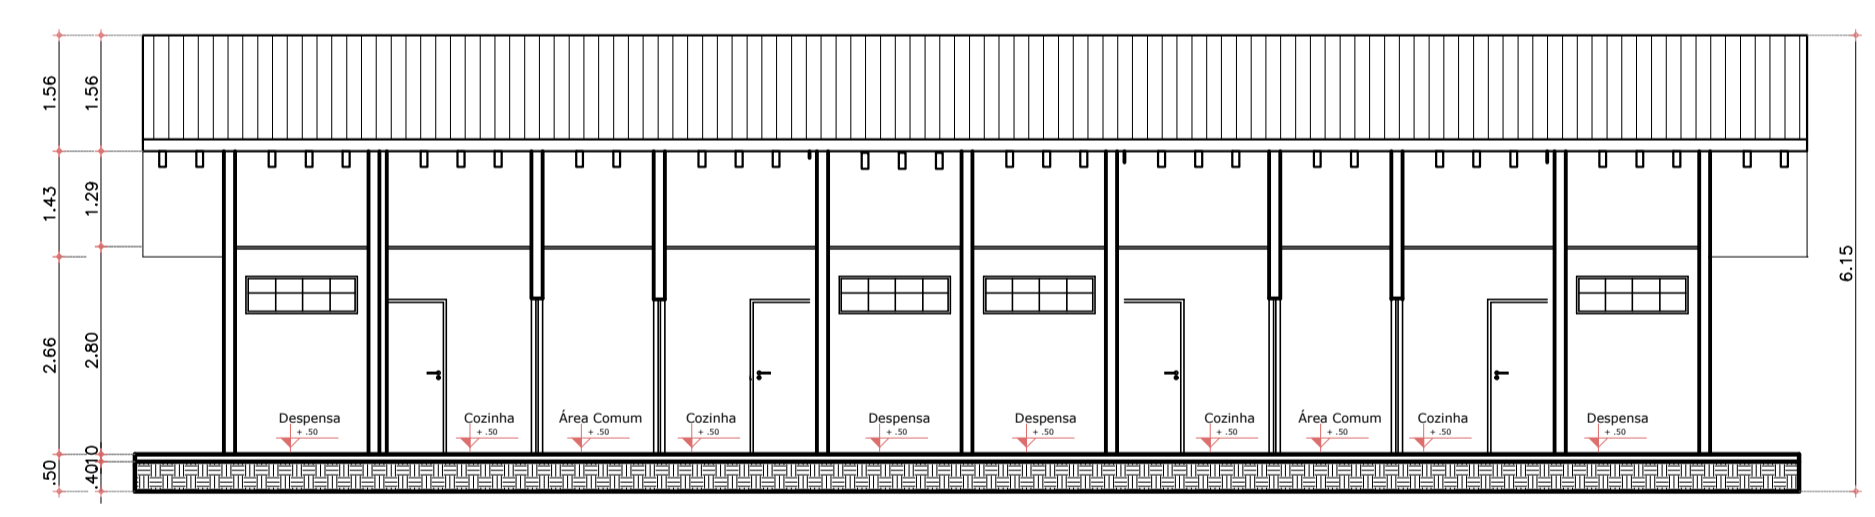 1.56
1.56
1.43
1.29
6.15
2.66
2.80
Despensa
+ .50
Cozinha
+ .50
Área Comum
+ .50
Cozinha
+ .50
Despensa
+ .50
Despensa
+ .50
Cozinha
+ .50
Área Comum
+ .50
Cozinha
+ .50
Despensa
+ .50
.50
.40
10